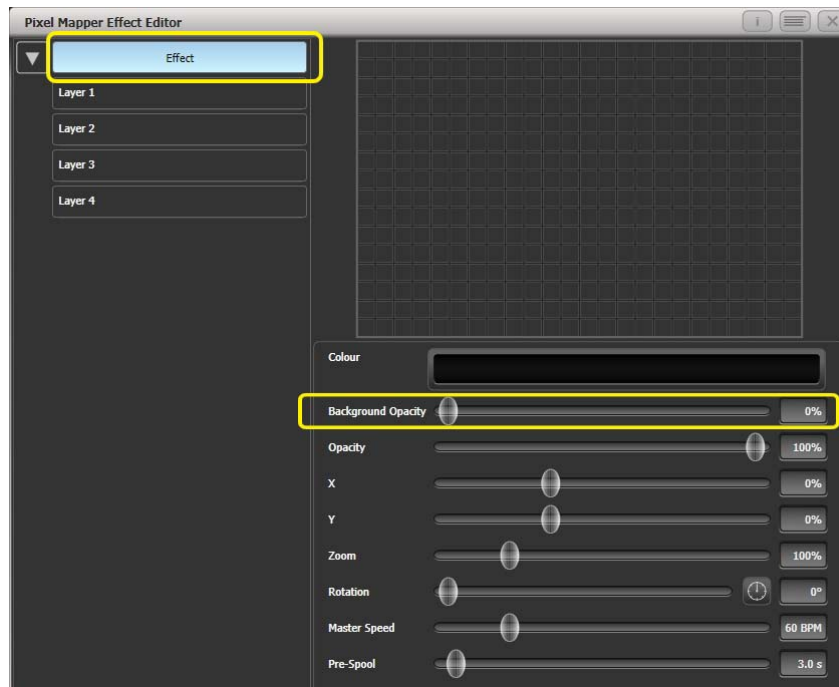 Pixel Mapper Effect Editor
Effect
Layer 1
Layer 2
Layer 3
Layer 4
Colour
Background Opacity 0%
Opacity 100%
X 0%
Y 0%
Zoom 100%
Rotation 0°
Master Speed 60 BPM
Pre-Spool 3.0 s